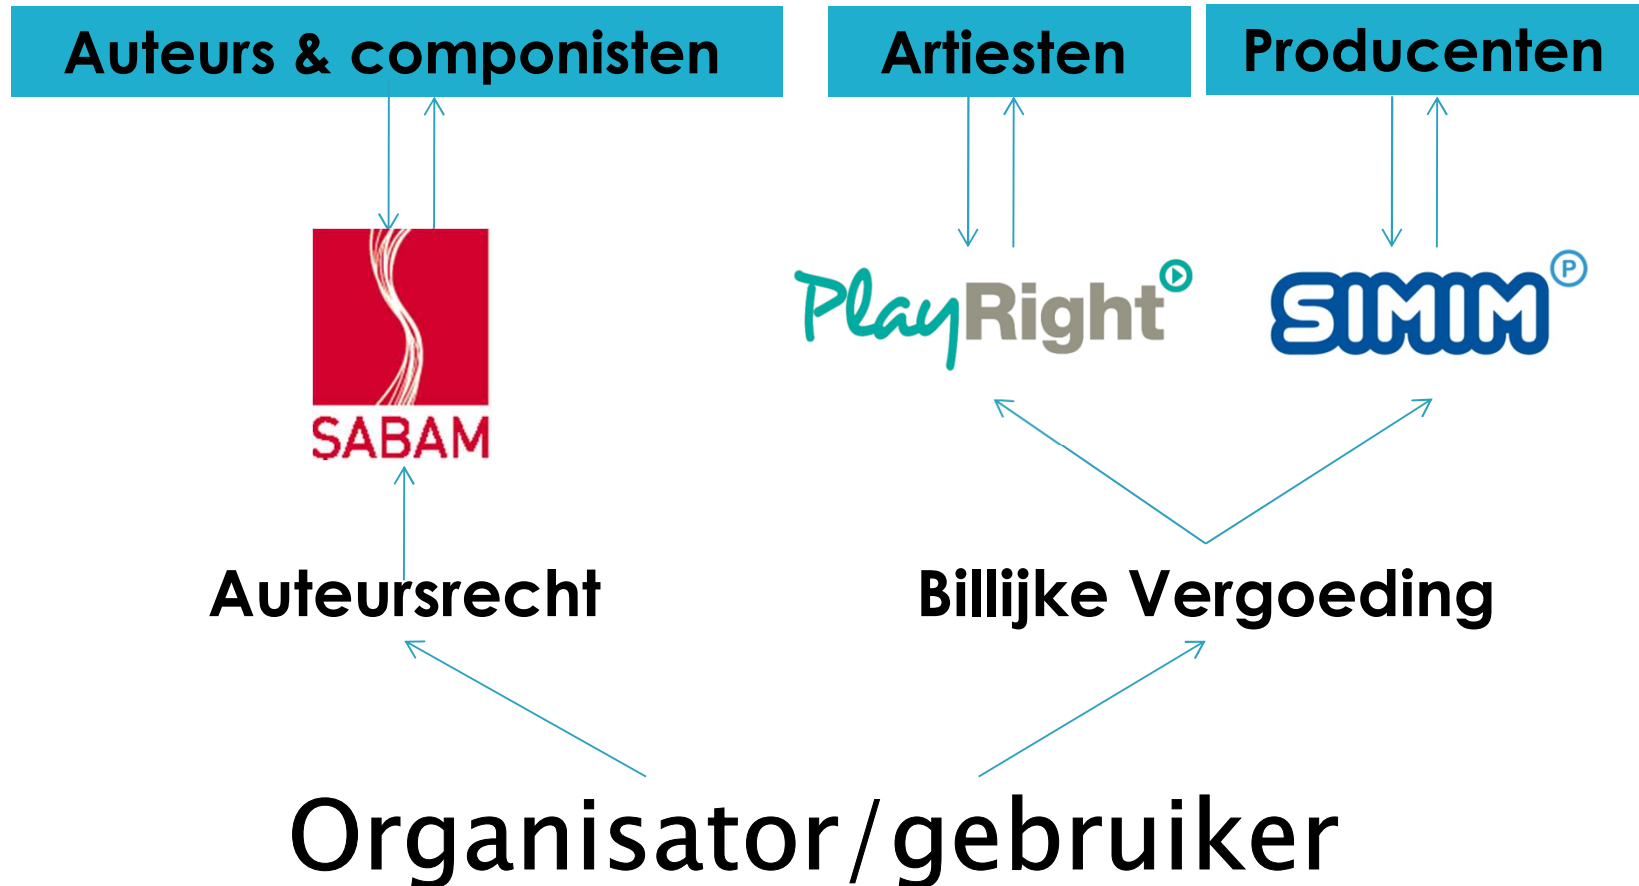 Auteurs & componisten
Artiesten
Producenten
SABAM
PlayRight
SIMIM P
Auteursrecht
Billijke Vergoeding
Organisator/gebruiker